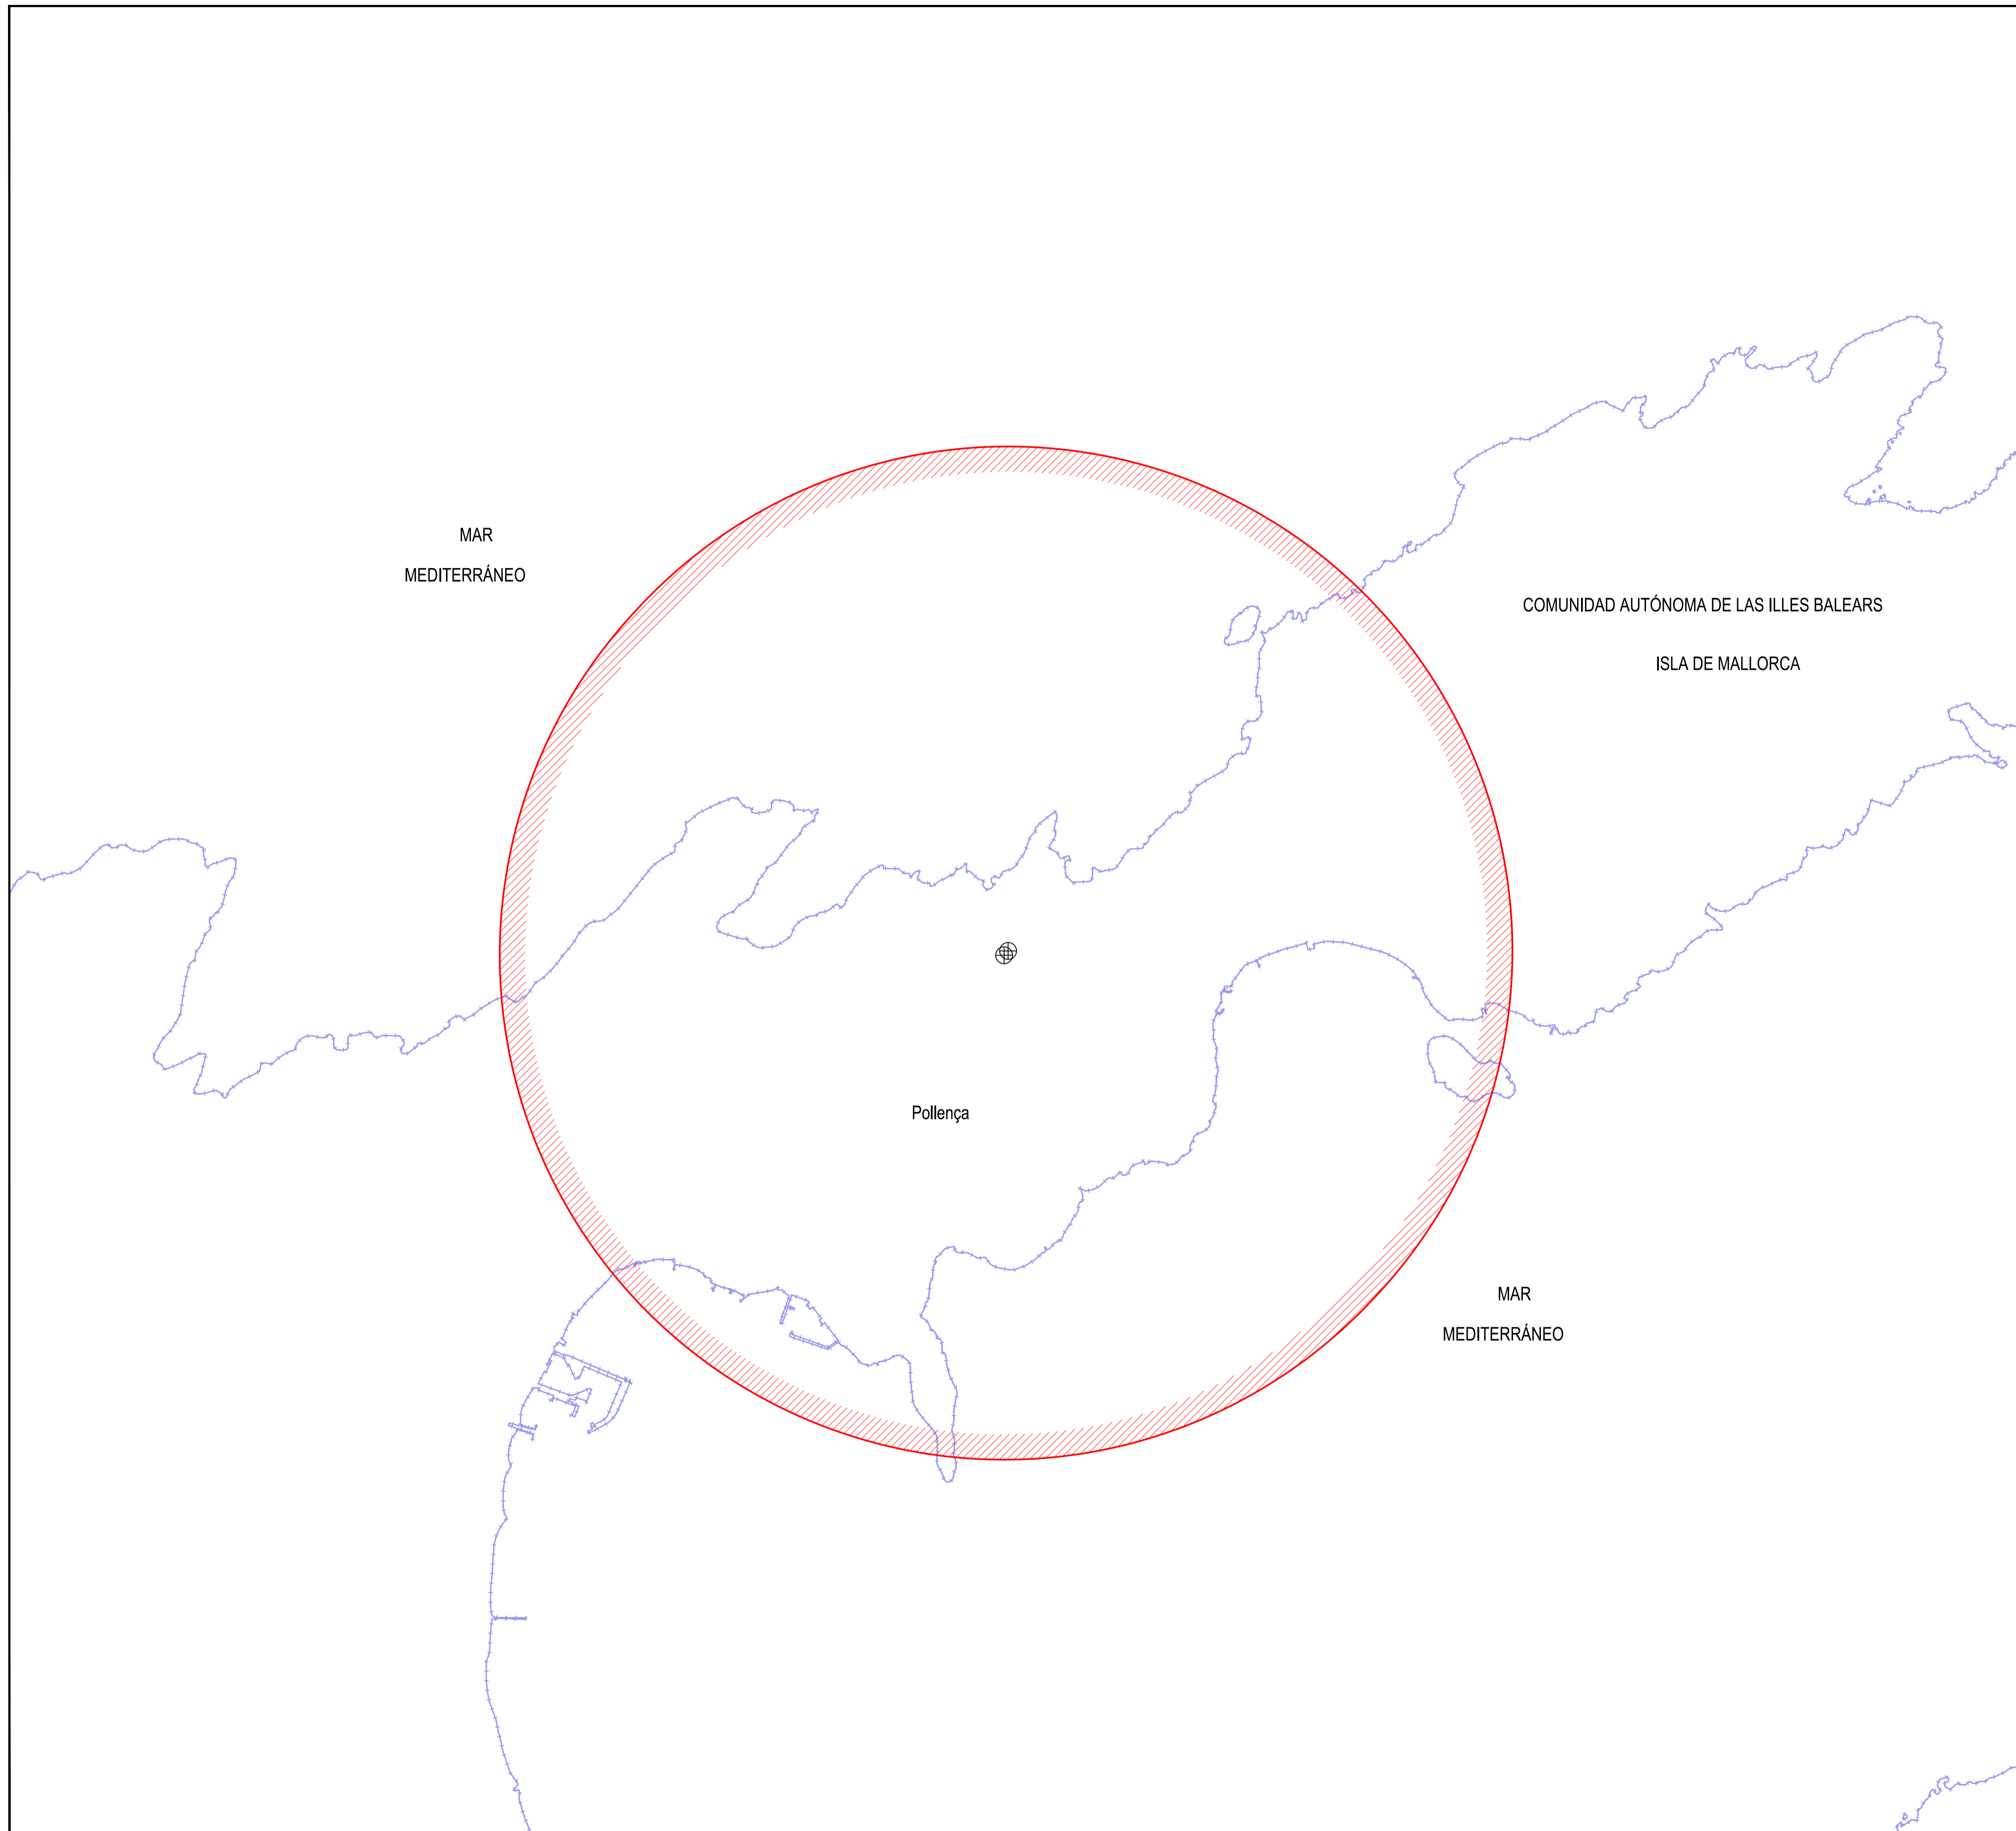 MAR
MEDITERRÁNEO
COMUNIDAD AUTÓNOMA DE LAS ILLES BALEARS
ISLA DE MALLORCA
Pollença
MAR
MEDITERRÁNEO